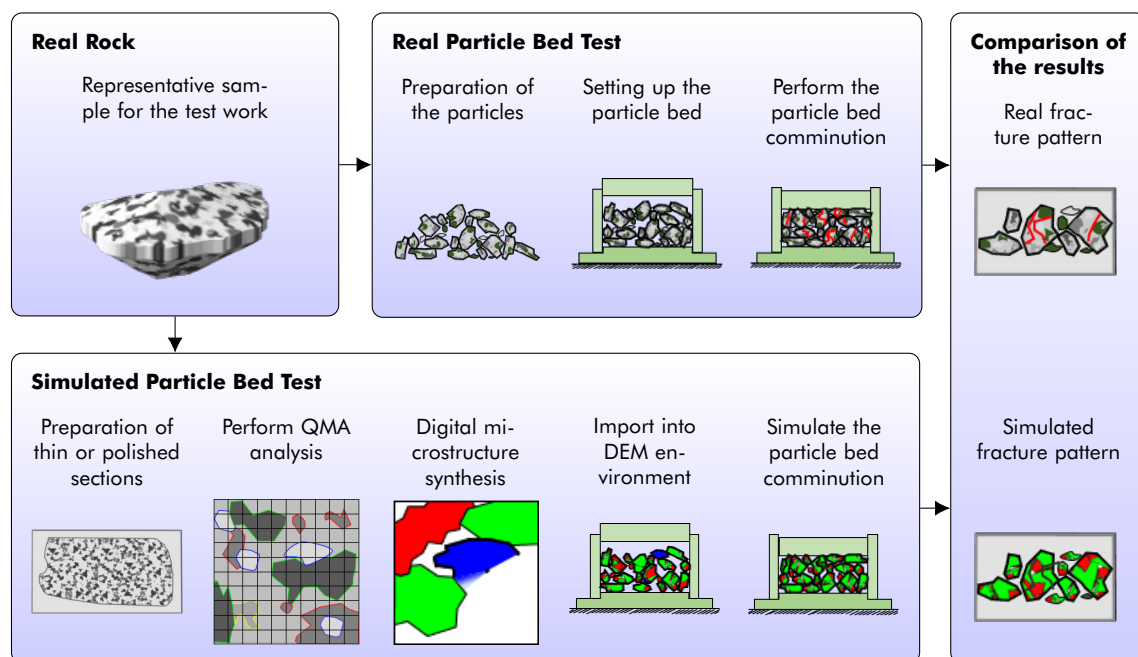 Real Rock
Representative sam-
ple for the test work
Real Particle Bed Test
Preparation of
the particles
Setting up the
particle bed
Perform the
particle bed
comminution
Comparison of
the results
Real frac-
ture pattern
Simulated Particle Bed Test
Preparation of
thin or polished
sections
Perform QMA
analysis
Digital mi-
crostructure
synthesis
Import into
DEM en-
vironment
Simulate the
particle bed
comminution
Simulated
fracture pattern